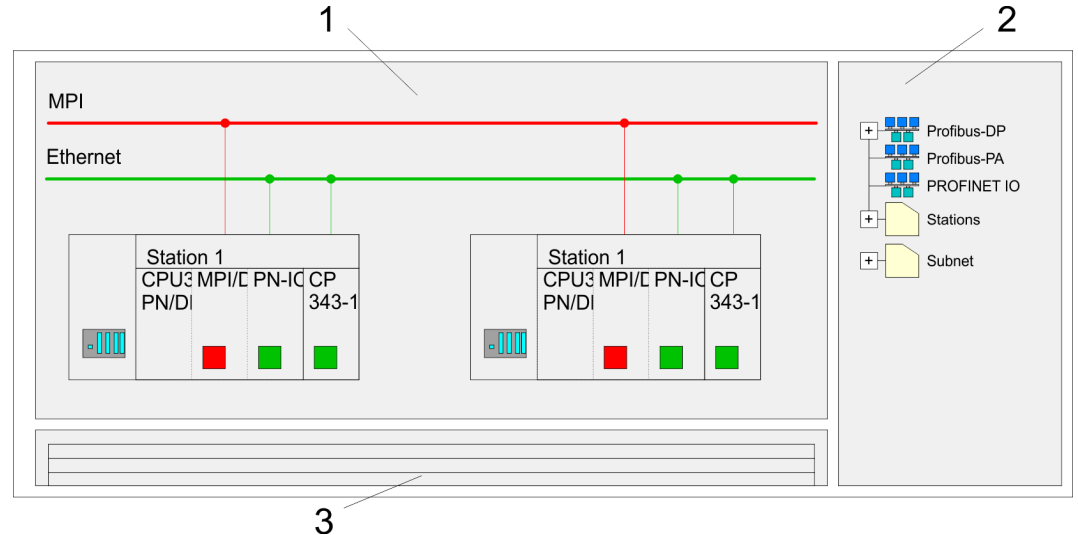 1
2
MPI
Ethernet
Station 1
CPU3 MPI/D PN-IO CP
PN/DI 343-1
Station 1
CPU3 MPI/D PN-IO CP
PN/DI 343-1
Profibus-DP
Profibus-PA
PROFINET IO
Stations
Subnet
3